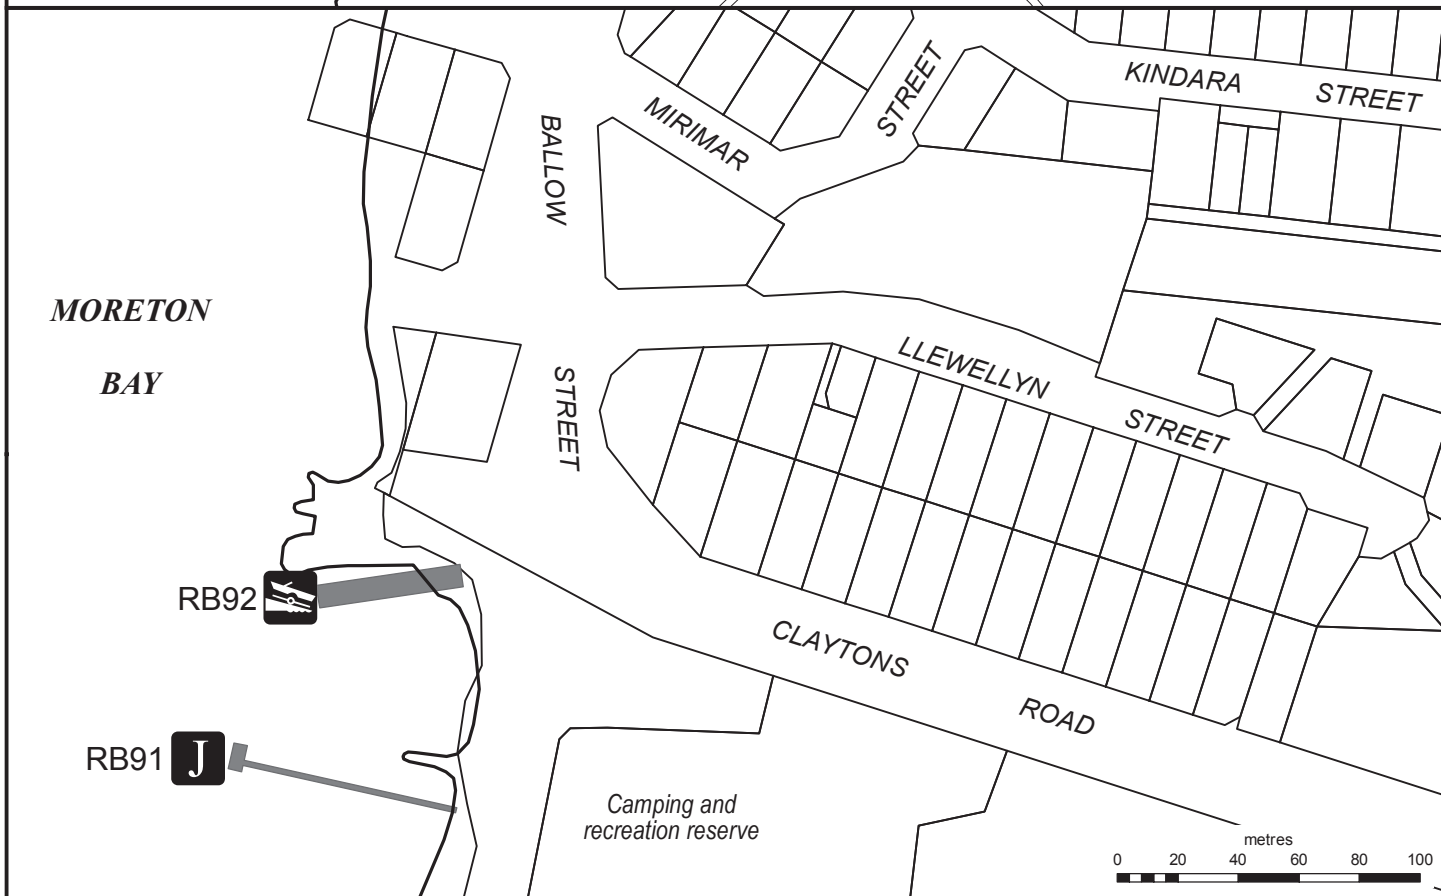 KINDARA STREET
MIRIMAR STREET
BALLOW STREET
MORETON
BAY
LLEWELLYN STREET
RB92
CLAYTONS ROAD
RB91 J
Camping and
recreation reserve
metres
0 20 40 60 80 100